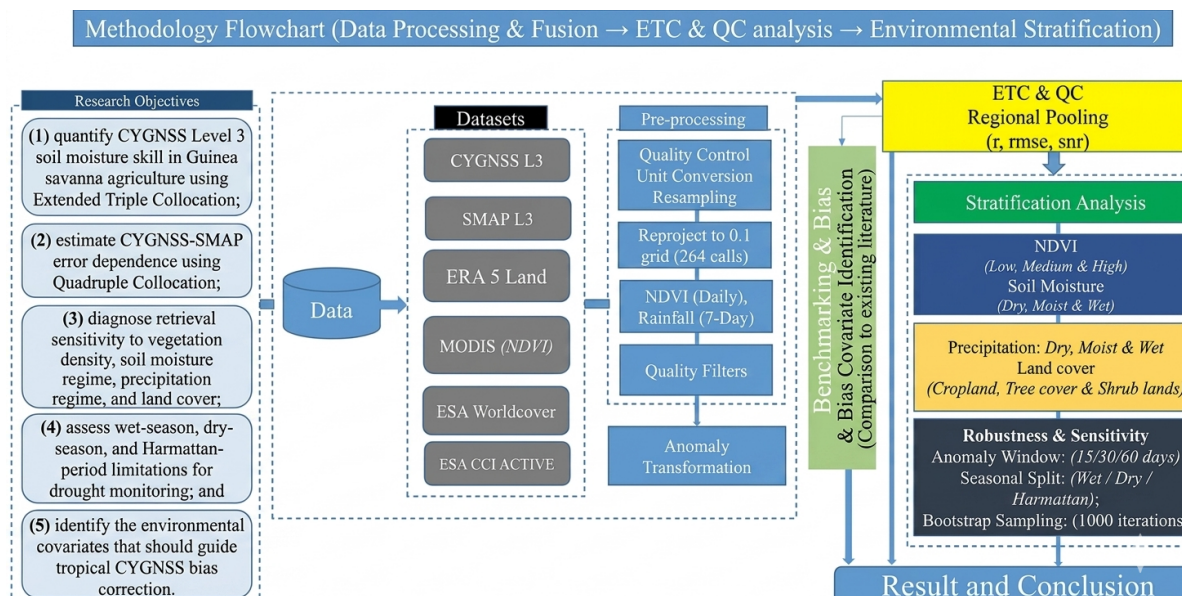 Methodology Flowchart (Data Processing & Fusion → ETC & QC analysis → Environmental Stratification)
Research Objectives
(1) quantify CYGNSS Level 3
soil moisture skill in Guinea
savanna agriculture using
Extended Triple Collocation;
(2) estimate CYGNSS-SMAP
error dependence using
Quadruple Collocation;
(3) diagnose retrieval
sensitivity to vegetation
density, soil moisture
regime, precipitation
regime, and land cover;
(4) assess wet-season, dry-
season, and Harmattan-
period limitations for
drought monitoring; and
(5) identify the environmental
covariates that should guide
tropical CYGNSS bias
correction.
Data
Datasets
CYGNSS L3
SMAP L3
ERA 5 Land
MODIS (NDVI)
ESA Worldcover
ESA CCI ACTIVE
Pre-processing
Quality Control
Unit Conversion
Resampling
Reproject to 0.1
grid (264 calls)
NDVI (Daily),
Rainfall (7-Day)
Quality Filters
Anomaly
Transformation
Benchmarking & Bias
& Bias Covariate Identification
(Comparison to existing literature)
ETC & QC
Regional Pooling
(r, rmse, snr)
Stratification Analysis
NDVI
(Low, Medium & High)
Soil Moisture
(Dry, Moist & Wet)
Precipitation: Dry, Moist & Wet
Land cover
(Cropland, Tree cover & Shrub lands)
Robustness & Sensitivity
Anomaly Window: (15/30/60 days)
Seasonal Split: (Wet / Dry /
Harmattan);
Bootstrap Sampling: (1000 iterations
Result and Conclusion